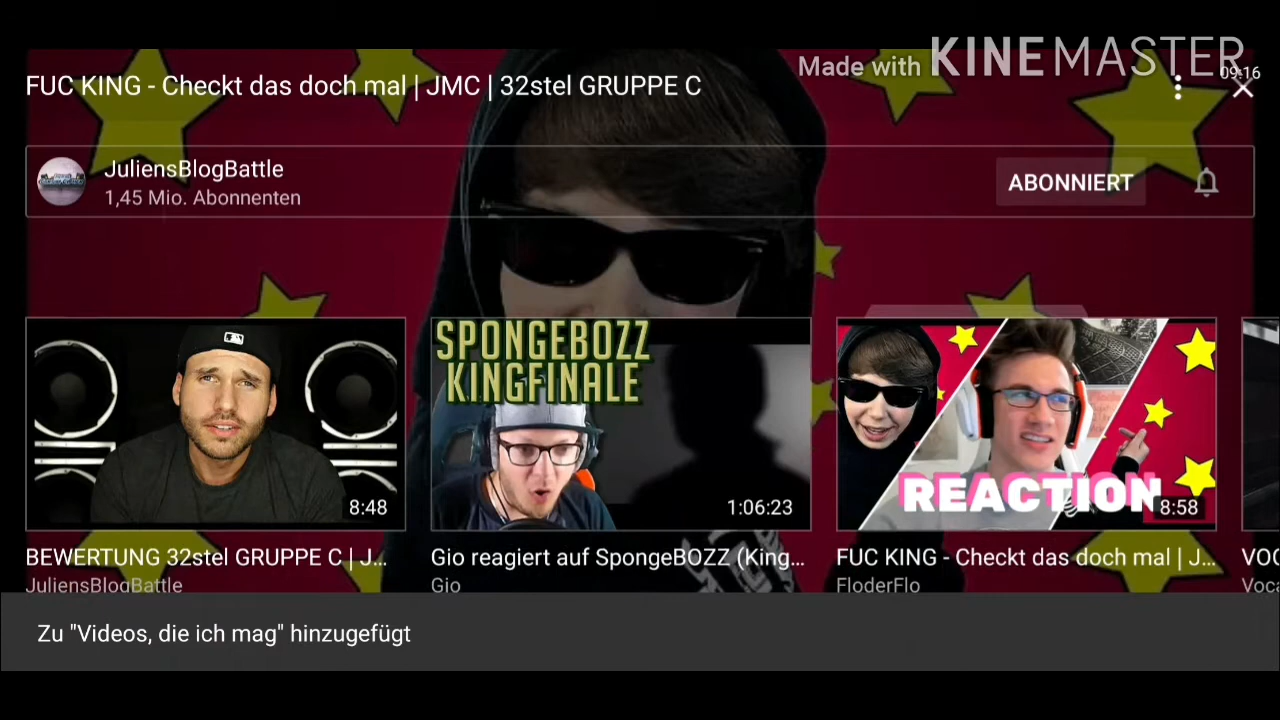 Made with KINEMASTER
09:16
FUC KING - Checkt das doch mal | JMC | 32stel GRUPPE C
JuliensBlogBattle
1,45 Mio. Abonnenten
ABONNIERT
SPONGEBOZZ
KINGFINALE
REACTION
8:48
1:06:23
8:58
BEWERTUNG 32stel GRUPPE C | J...
Gio reagiert auf SpongeBOZZ (King...
FUC KING - Checkt das doch mal | J...
JuliensBlogBattle
Gio
FloderFlo
Zu "Videos, die ich mag" hinzugefügt